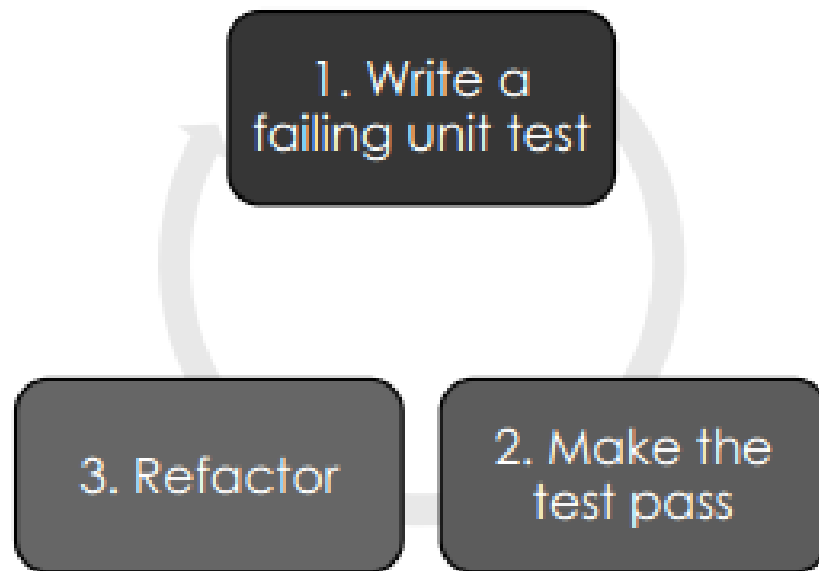 1. Write a
failing unit test
2. Make the
test pass
3. Refactor